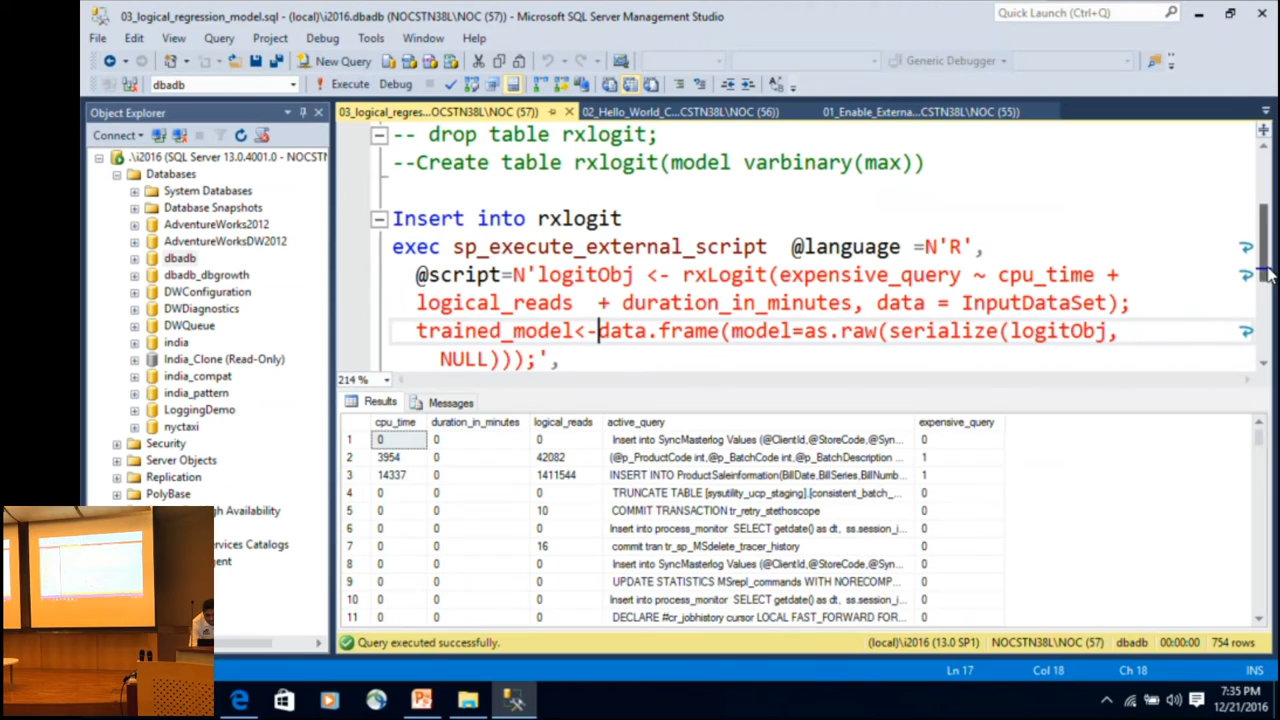 03_logical_regression_model.sql - (local)\i2016.dbadb (NOCSTN38L\NOC (57)) - Microsoft SQL Server Management Studio
Quick Launch (Ctrl+Q)
File Edit View Query Project Debug Tools Window Help
New Query
Generic Debugger
dbadb
Execute Debug
Object Explorer
03_logical_regres...OCSTN38L\NOC (57))
02_Hello_World_C...CSTN38L\NOC (56))
01_Enable_Externa...CSTN38L\NOC (55))
Connect
.\i2016 (SQL Server 13.0.4001.0 - NOCSTN
Databases
System Databases
Database Snapshots
AdventureWorks2012
AdventureWorksDW2012
dbadb
dbadb_dbgrowth
DWConfiguration
DWDiagnostics
DWQueue
india
India_Clone (Read-Only)
india_compat
india_pattern
LoggingDemo
nyctaxi
Security
Server Objects
Replication
PolyBase
gh Availability
ervices Catalogs
gent
-- drop table rxlogit;
--Create table rxlogit(model varbinary(max))
Insert into rxlogit
exec sp_execute_external_script @language =N'R',
@script=N'logitObj <- rxLogit(expensive_query ~ cpu_time +
logical_reads + duration_in_minutes, data = InputDataSet);
trained_model<-data.frame(model=as.raw(serialize(logitObj,
NULL)));',
214 %
Results Messages
cpu_time duration_in_minutes logical_reads active_query expensive_query
1 0 0 0 Insert into SyncMasterlog Values (@ClientId,@StoreCode,@Syn... 0
2 3954 0 42082 (@p_ProductCode int,@p_BatchCode int,@p_BatchDescription ... 1
3 14337 0 1411544 INSERT INTO ProductSaleinformation(BillDate,BillSeries,BillNumb... 1
4 0 0 0 TRUNCATE TABLE [sysutility_ucp_staging].[consistent_batch_... 0
5 0 0 10 COMMIT TRANSACTION tr_retry_stethoscope 0
6 0 0 0 Insert into process_monitor SELECT getdate() as dt, ss.session_i... 0
7 0 0 16 commit tran tr_sp_MSdelete_tracer_history 0
8 0 0 0 Insert into SyncMasterlog Values (@ClientId,@StoreCode,@Syn... 0
9 0 0 0 UPDATE STATISTICS MSrepl_commands WITH NORECOMP... 0
10 0 0 0 Insert into process_monitor SELECT getdate() as dt, ss.session_i... 0
11 0 0 0 DECLARE #cr_jobhistory cursor LOCAL FAST_FORWARD FOR... 0
Query executed successfully.
(local)\i2016 (13.0 SP1) NOCSTN38L\NOC (57) dbadb 00:00:00 754 rows
Ln 17 Col 18 Ch 18 INS
7:35 PM
12/21/2016